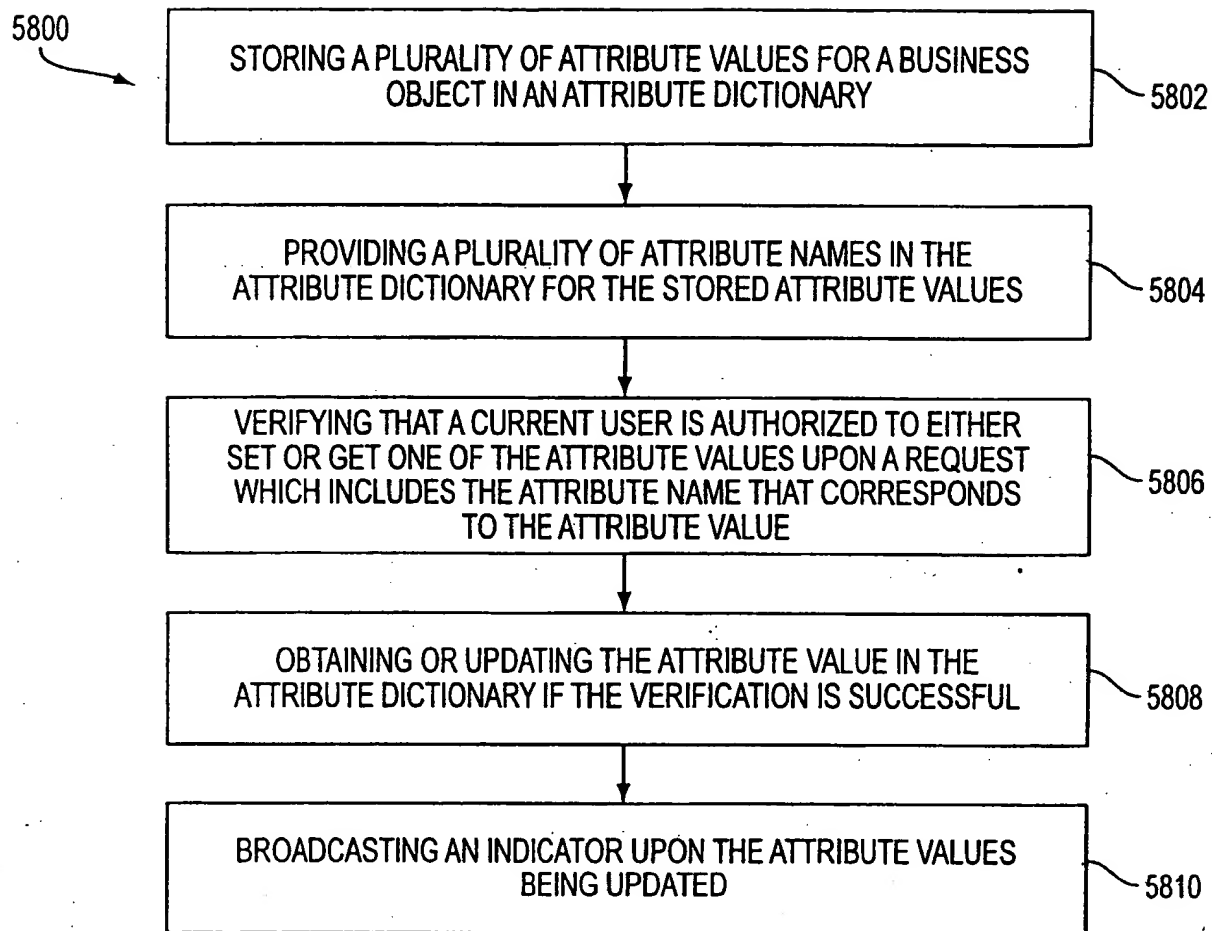 5800
STORING A PLURALITY OF ATTRIBUTE VALUES FOR A BUSINESS
OBJECT IN AN ATTRIBUTE DICTIONARY
5802
PROVIDING A PLURALITY OF ATTRIBUTE NAMES IN THE
ATTRIBUTE DICTIONARY FOR THE STORED ATTRIBUTE VALUES
5804
VERIFYING THAT A CURRENT USER IS AUTHORIZED TO EITHER
SET OR GET ONE OF THE ATTRIBUTE VALUES UPON A REQUEST
WHICH INCLUDES THE ATTRIBUTE NAME THAT CORRESPONDS
TO THE ATTRIBUTE VALUE
5806
OBTAINING OR UPDATING THE ATTRIBUTE VALUE IN THE
ATTRIBUTE DICTIONARY IF THE VERIFICATION IS SUCCESSFUL
5808
BROADCASTING AN INDICATOR UPON THE ATTRIBUTE VALUES
BEING UPDATED
5810